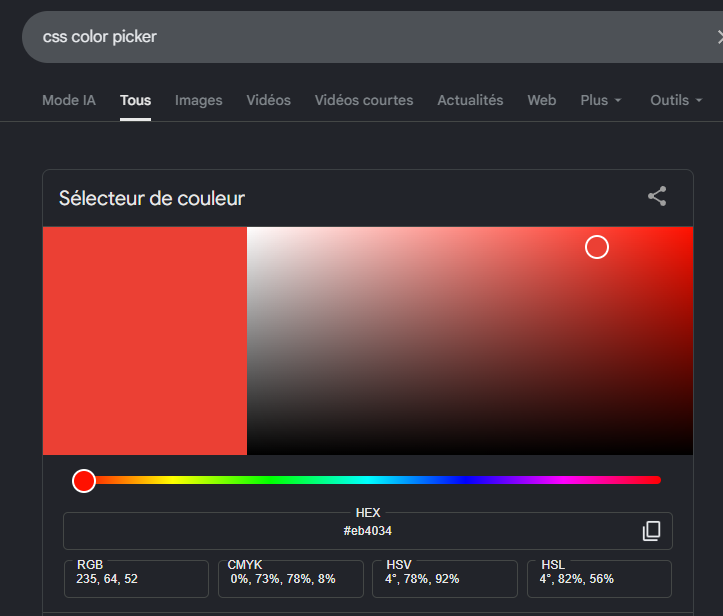 css color picker
Mode IA Tous Images Vidéos Vidéos courtes Actualités Web Plus Outils
Sélecteur de couleur
HEX
#eb4034
RGB CMYK HSV HSL
235, 64, 52 0%, 73%, 78%, 8% 4°, 78%, 92% 4°, 82%, 56%